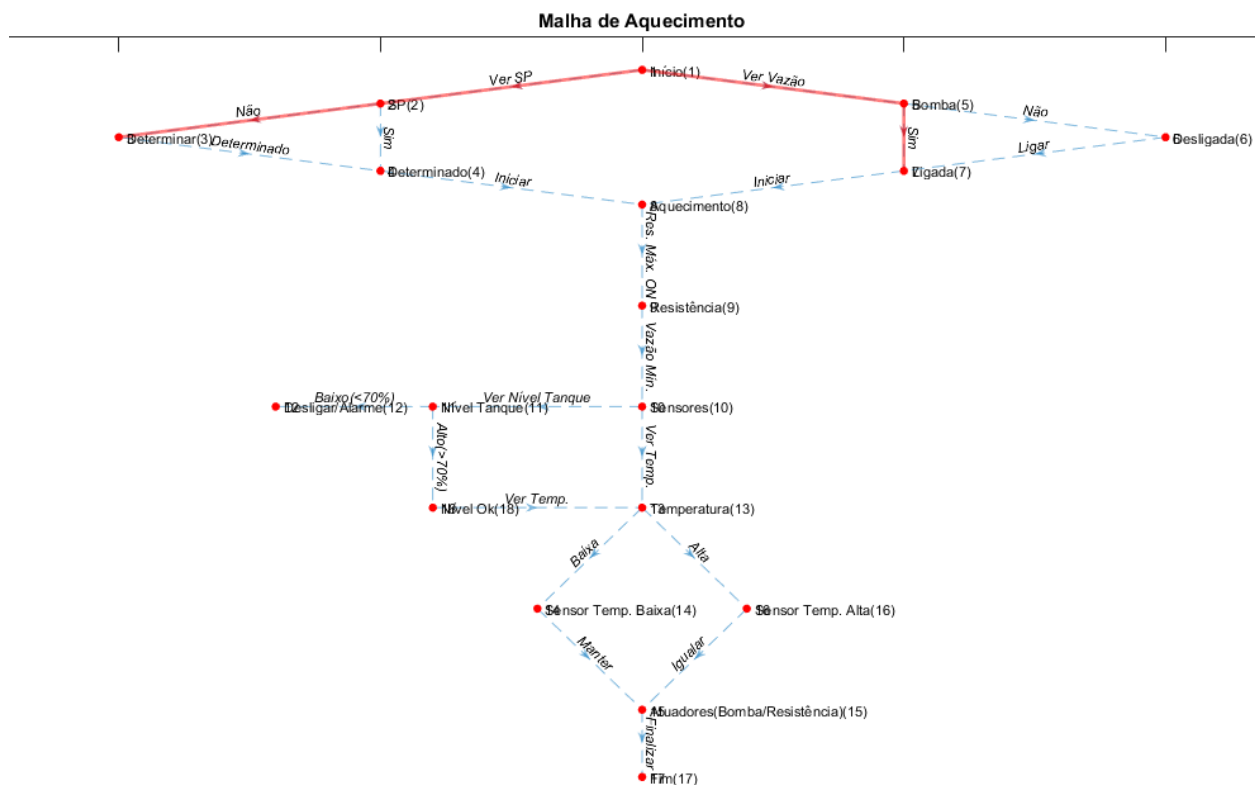 Malha de Aquecimento
Início(1)
Ver SP
Ver Vazão
SP(2)
Bomba(5)
Não
Não
Determinar(3)
Determinado
Sim
Sim
Ligar
Desligada(6)
Determinado(4)
Iniciar
Iniciar
Ligada(7)
Aquecimento(8)
Res. Máx. ON
Resistência(9)
Vazão Min.
Baixo(<70%)
Ver Nível Tanque
Desligar/Alarme(12)
Nível Tanque(11)
Sensores(10)
Alto(>70%)
Ver Temp.
Ver Temp.
Nível Ok(18)
Temperatura(13)
Baixa
Alta
Sensor Temp. Baixa(14)
Sensor Temp. Alta(16)
Manter
Igualar
Atuadores(Bomba/Resistência)(15)
Finalizar
Fim(17)